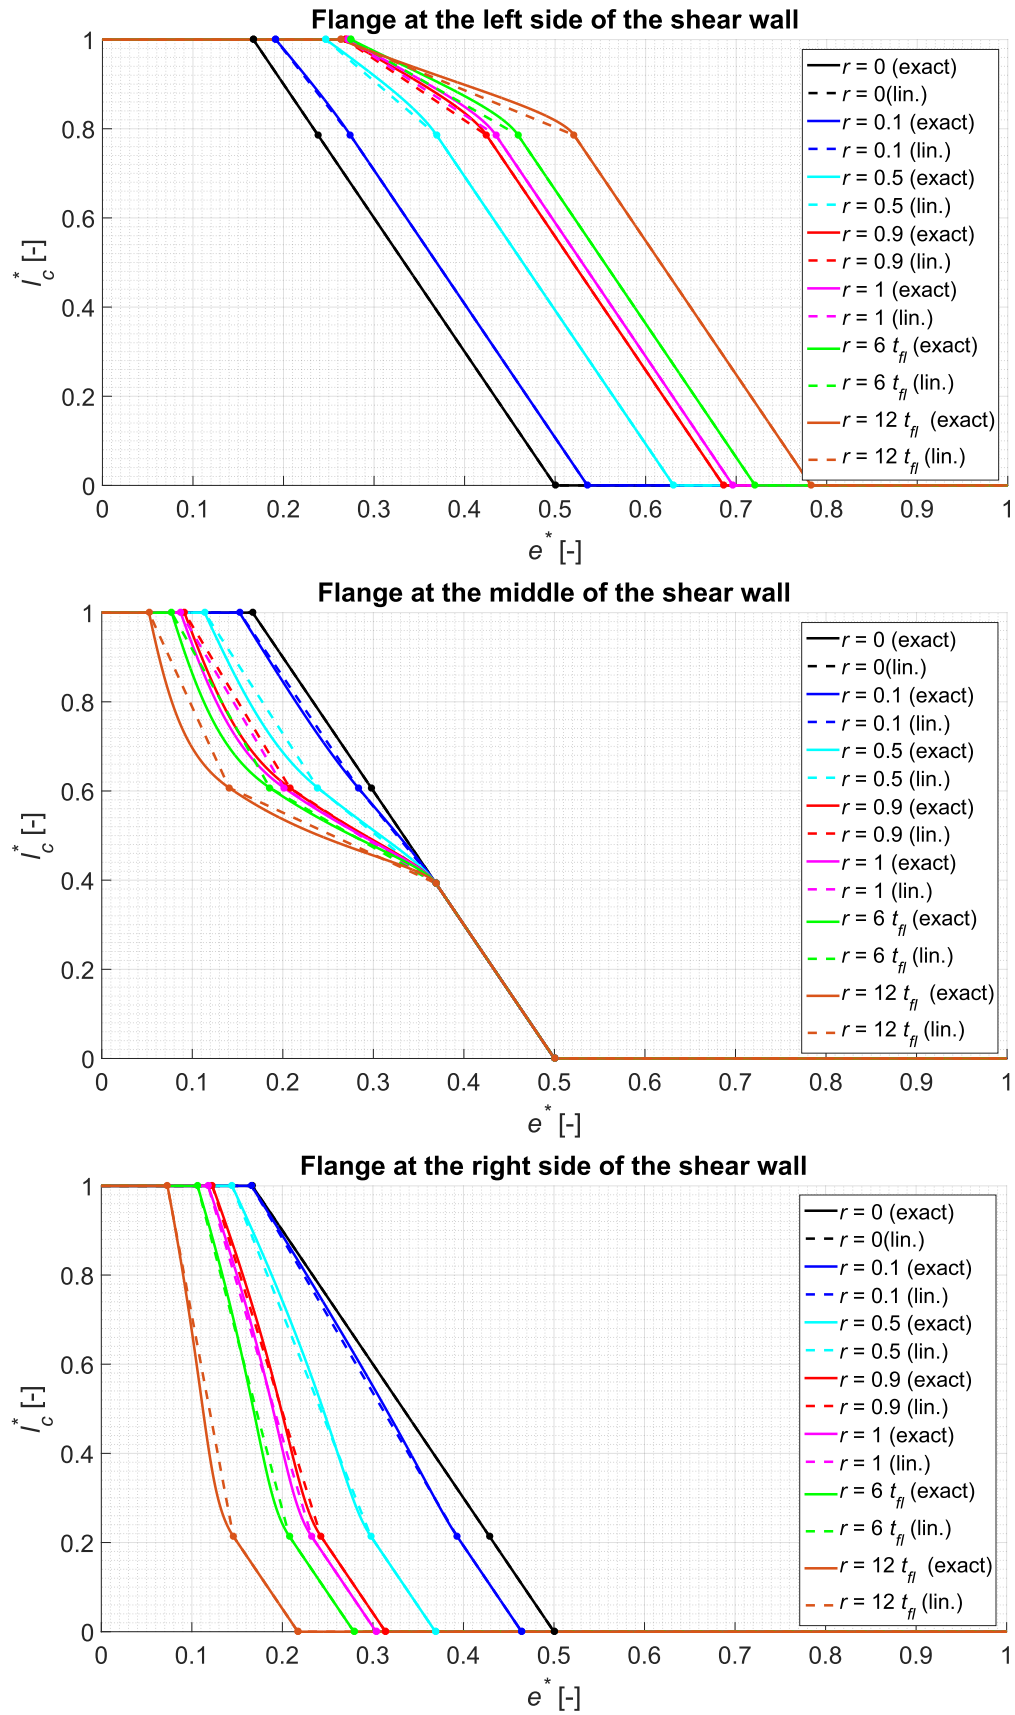 Flange at the left side of the shear wall
1
0.8
0.6
0.4
0.2
0
l*c [-]
0 0.1 0.2 0.3 0.4 0.5 0.6 0.7 0.8 0.9 1
e* [-]
r = 0 (exact)
r = 0(lin.)
r = 0.1 (exact)
r = 0.1 (lin.)
r = 0.5 (exact)
r = 0.5 (lin.)
r = 0.9 (exact)
r = 0.9 (lin.)
r = 1 (exact)
r = 1 (lin.)
r = 6 tfl (exact)
r = 6 tfl (lin.)
r = 12 tfl (exact)
r = 12 tfl (lin.)
Flange at the middle of the shear wall
1
0.8
0.6
0.4
0.2
0
l*c [-]
0 0.1 0.2 0.3 0.4 0.5 0.6 0.7 0.8 0.9 1
e* [-]
r = 0 (exact)
r = 0(lin.)
r = 0.1 (exact)
r = 0.1 (lin.)
r = 0.5 (exact)
r = 0.5 (lin.)
r = 0.9 (exact)
r = 0.9 (lin.)
r = 1 (exact)
r = 1 (lin.)
r = 6 tfl (exact)
r = 6 tfl (lin.)
r = 12 tfl (exact)
r = 12 tfl (lin.)
Flange at the right side of the shear wall
1
0.8
0.6
0.4
0.2
0
l*c [-]
0 0.1 0.2 0.3 0.4 0.5 0.6 0.7 0.8 0.9 1
e* [-]
r = 0 (exact)
r = 0(lin.)
r = 0.1 (exact)
r = 0.1 (lin.)
r = 0.5 (exact)
r = 0.5 (lin.)
r = 0.9 (exact)
r = 0.9 (lin.)
r = 1 (exact)
r = 1 (lin.)
r = 6 tfl (exact)
r = 6 tfl (lin.)
r = 12 tfl (exact)
r = 12 tfl (lin.)